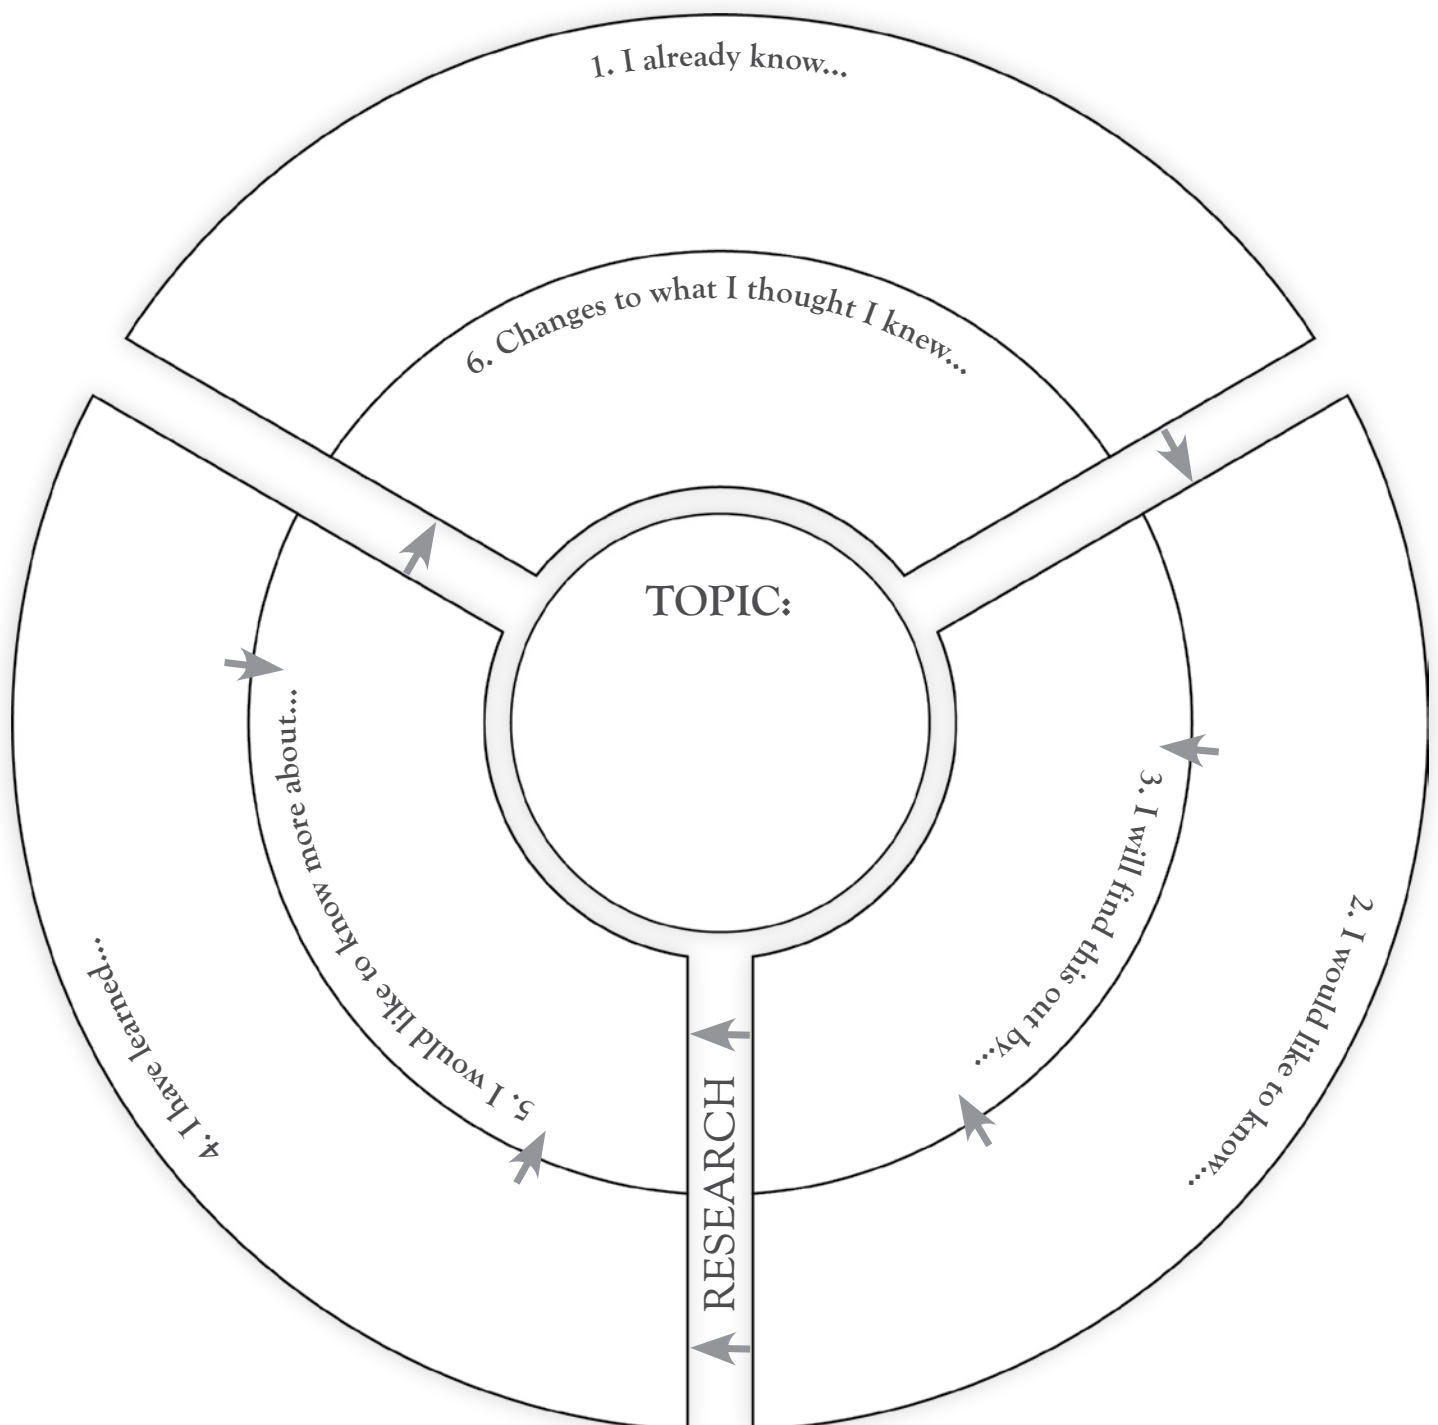 1. I already know...
6. Changes to what I thought I knew...
TOPIC:
3. I will find this out by...
2. I would like to know...
5. I would like to know more about...
4. I have learned...
RESEARCH